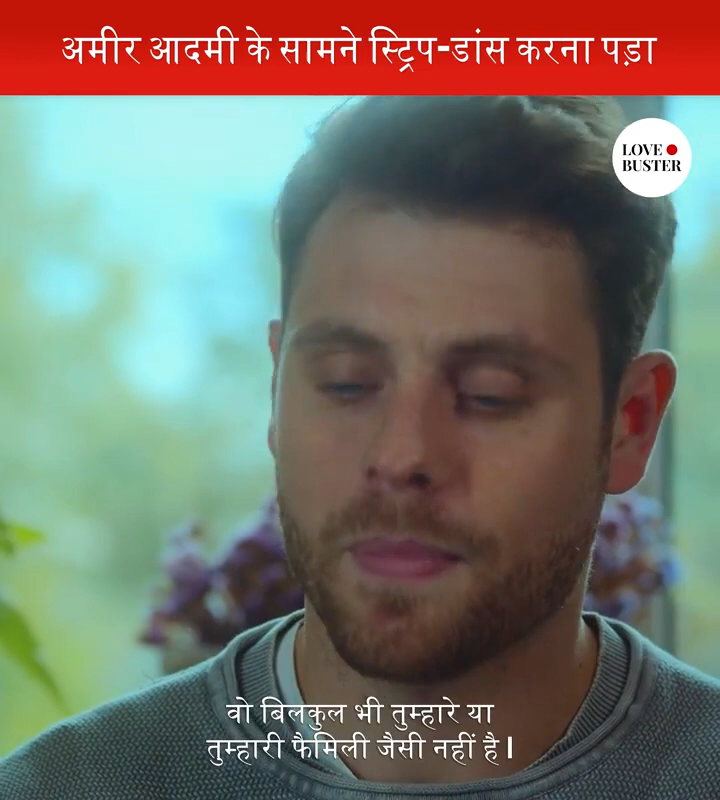 अमीर आदमी के सामने स्ट्रिप-डांस करना पड़ा
LOVE
BUSTER
वो बिलकुल भी तुम्हारे या
तुम्हारी फैमिली जैसी नहीं है।